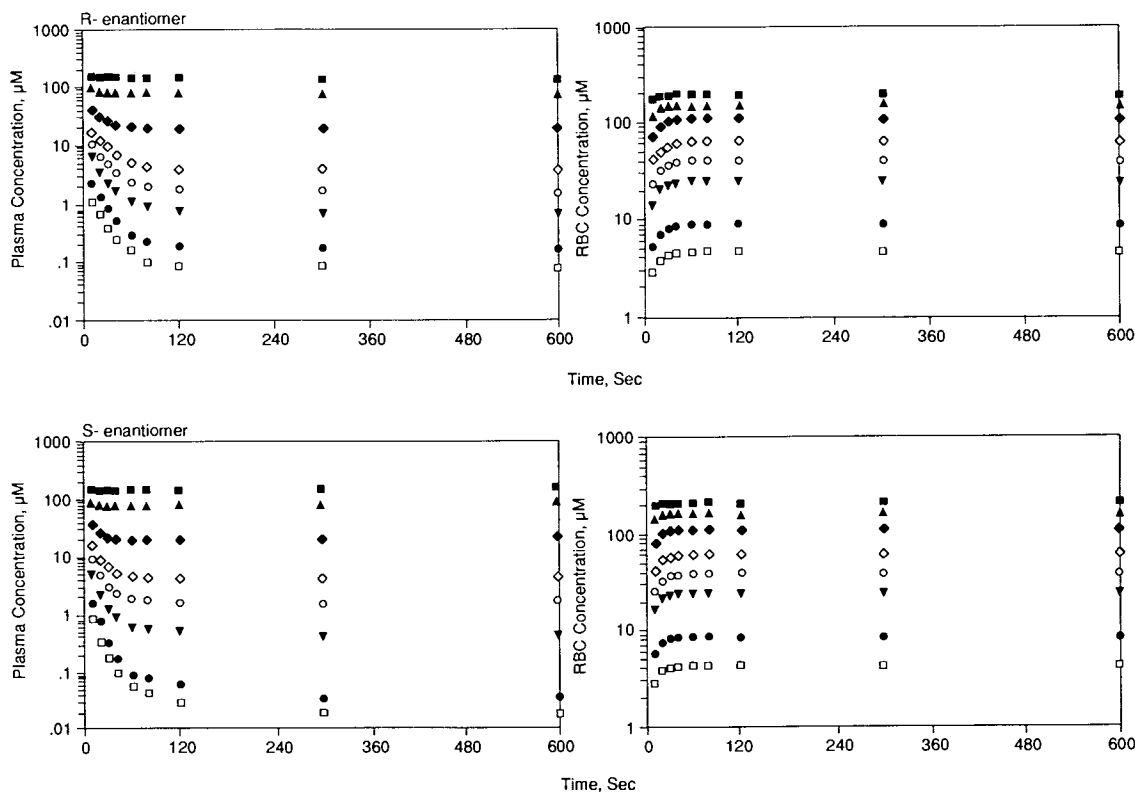 R- enantiomer
1000
100
10
1
.1
.01
Plasma Concentration, µM
0 120 240 360 480 600
1000
100
10
1
RBC Concentration, µM
0 120 240 360 480 600
Time, Sec
S- enantiomer
1000
100
10
1
.1
.01
Plasma Concentration, µM
0 120 240 360 480 600
1000
100
10
1
RBC Concentration, µM
0 120 240 360 480 600
Time, Sec